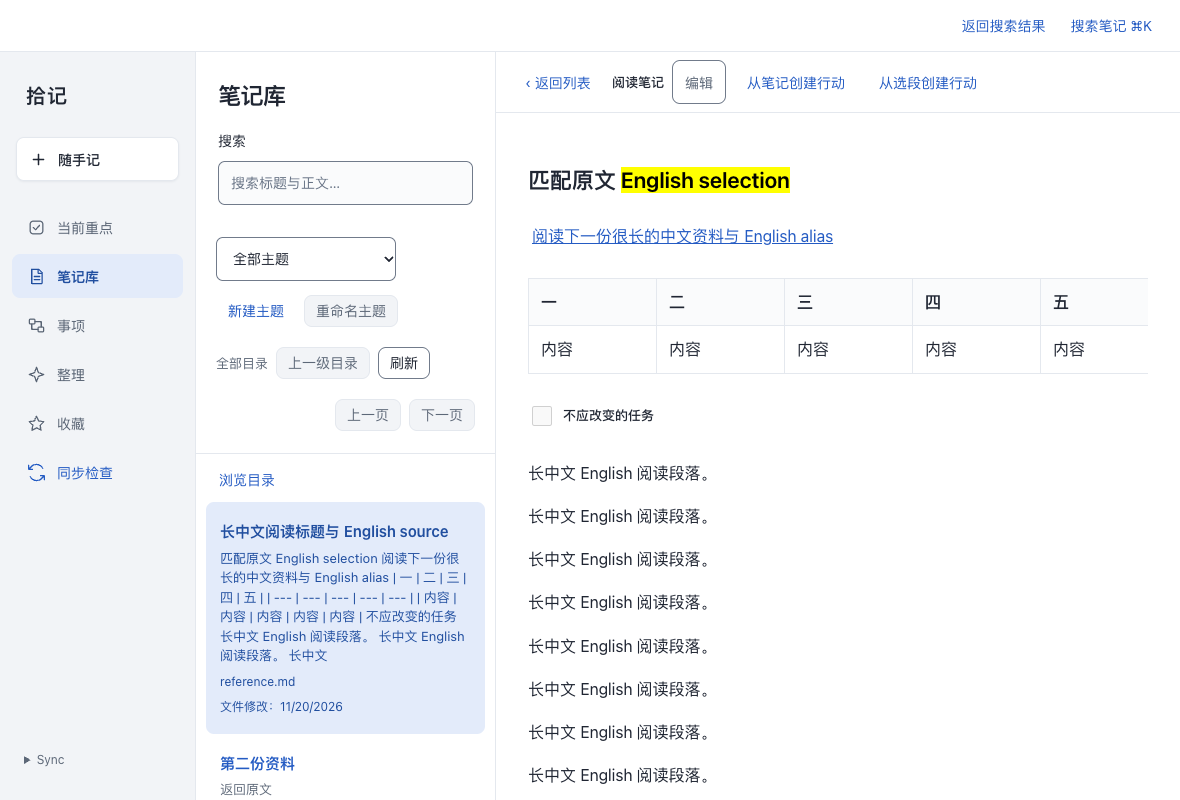 返回搜索结果 搜索笔记 ⌘K
拾记
随手记
当前重点
笔记库
事项
整理
收藏
同步检查
Sync
笔记库
搜索
搜索标题与正文...
全部主题
新建主题 重命名主题
全部目录 上一级目录 刷新
上一页 下一页
浏览目录
长中文阅读标题与 English source
匹配原文 English selection 阅读下一份很
长的中文资料与 English alias | 一 | 二 | 三 |
四 | 五 | | --- | --- | --- | --- | --- | | 内容 |
内容 | 内容 | 内容 | 内容 | 不应改变的任务
长中文 English 阅读段落。 长中文 English
阅读段落。 长中文
reference.md
文件修改：11/20/2026
第二份资料
返回原文
‹ 返回列表 阅读笔记 编辑 从笔记创建行动 从选段创建行动
匹配原文 English selection
阅读下一份很长的中文资料与 English alias
一 二 三 四 五
内容 内容 内容 内容 内容
不应改变的任务
长中文 English 阅读段落。
长中文 English 阅读段落。
长中文 English 阅读段落。
长中文 English 阅读段落。
长中文 English 阅读段落。
长中文 English 阅读段落。
长中文 English 阅读段落。
长中文 English 阅读段落。